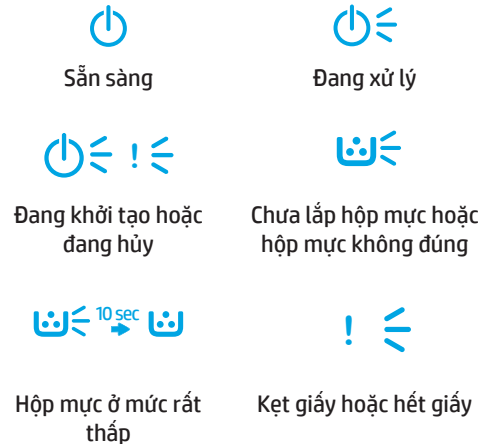 Sẵn sàng
Đang xử lý
! 
Đang khởi tạo hoặc
đang hủy
Chưa lắp hộp mực hoặc
hộp mực không đúng
10 sec
Hộp mực ở mức rất
thấp
!
Kẹt giấy hoặc hết giấy